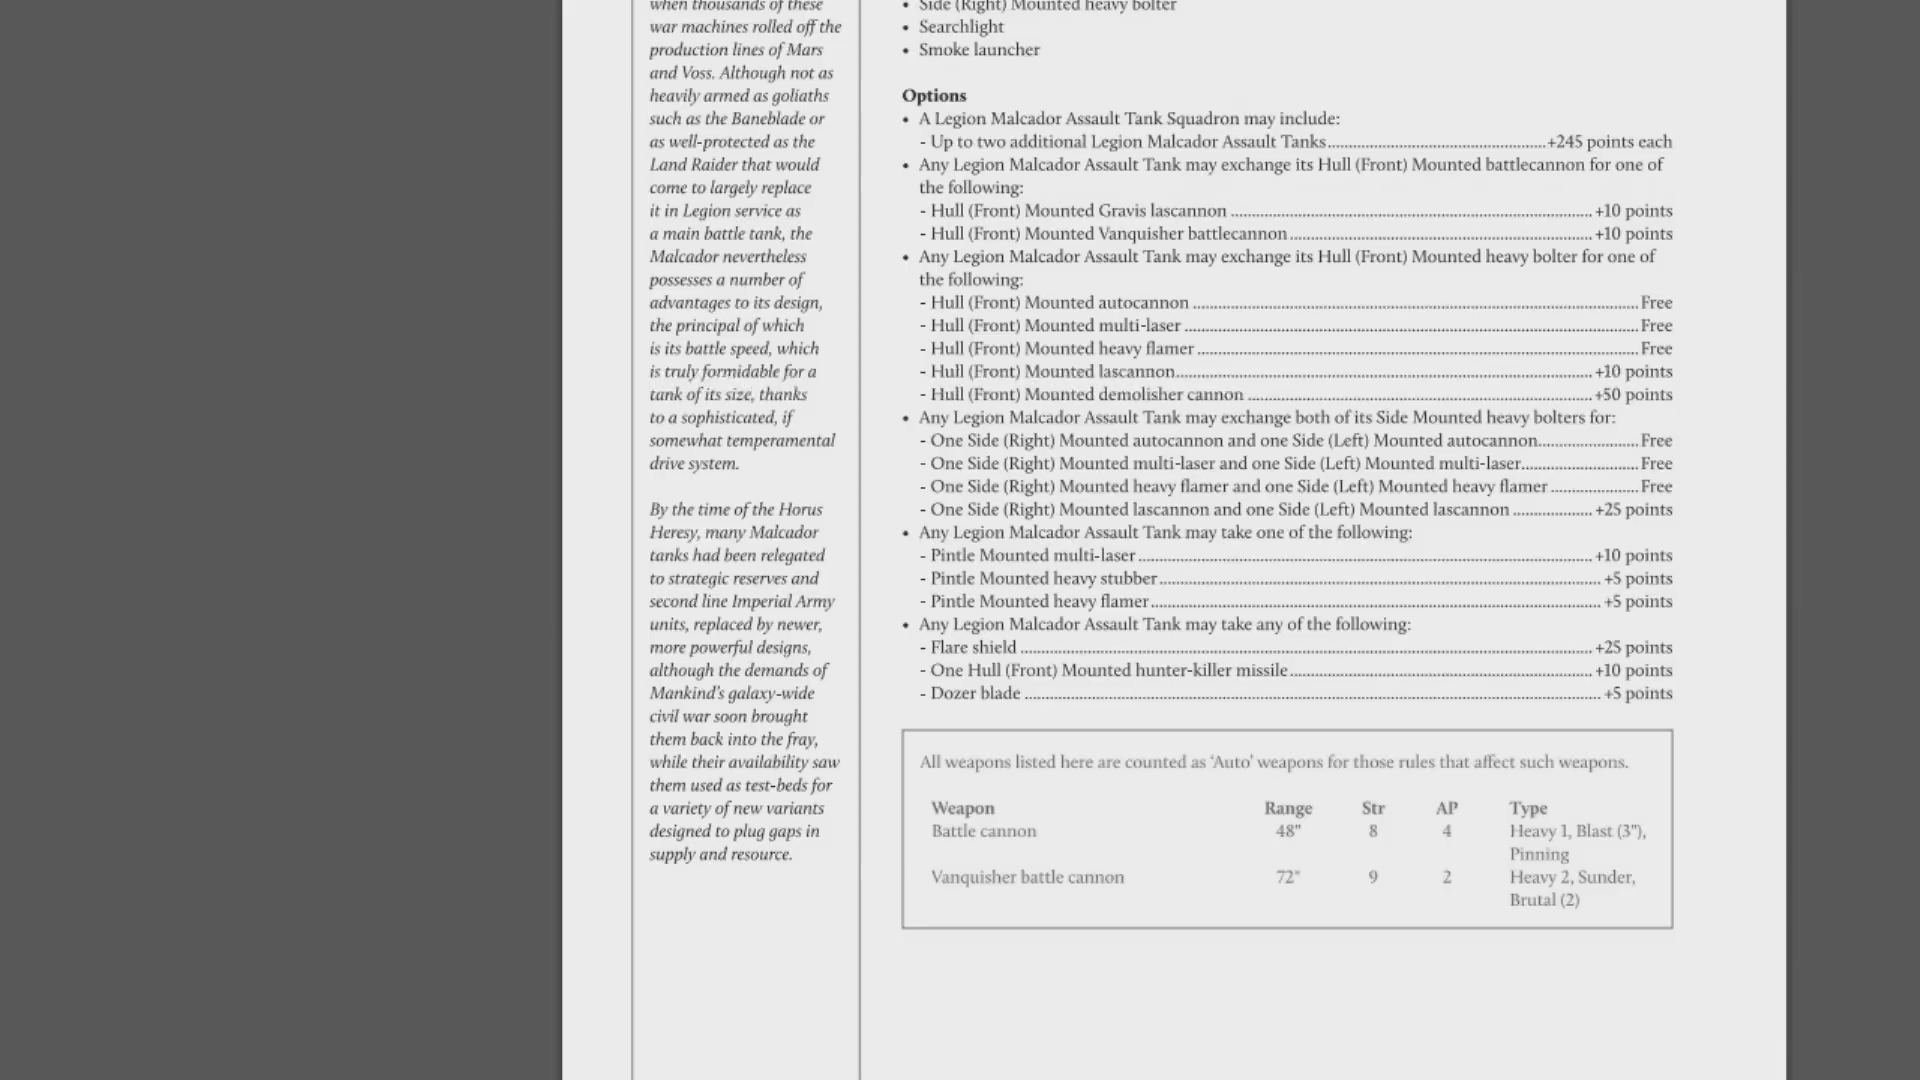 when thousands of these
war machines rolled off the
production lines of Mars
and Voss. Although not as
heavily armed as goliaths
such as the Baneblade or
as well-protected as the
Land Raider that would
come to largely replace
it in Legion service as
a main battle tank, the
Malcador nevertheless
possesses a number of
advantages to its design,
the principal of which
is its battle speed, which
is truly formidable for a
tank of its size, thanks
to a sophisticated, if
somewhat temperamental
drive system.
By the time of the Horus
Heresy, many Malcador
tanks had been relegated
to strategic reserves and
second line Imperial Army
units, replaced by newer,
more powerful designs,
although the demands of
Mankind's galaxy-wide
civil war soon brought
them back into the fray,
while their availability saw
them used as test-beds for
a variety of new variants
designed to plug gaps in
supply and resource.
• Side (Right) Mounted heavy bolter
• Searchlight
• Smoke launcher
Options
• A Legion Malcador Assault Tank Squadron may include:
- Up to two additional Legion Malcador Assault Tanks....+245 points each
• Any Legion Malcador Assault Tank may exchange its Hull (Front) Mounted battlecannon for one of
the following:
- Hull (Front) Mounted Gravis lascannon ....+10 points
- Hull (Front) Mounted Vanquisher battlecannon ....+10 points
• Any Legion Malcador Assault Tank may exchange its Hull (Front) Mounted heavy bolter for one of
the following:
- Hull (Front) Mounted autocannon ....Free
- Hull (Front) Mounted multi-laser ....Free
- Hull (Front) Mounted heavy flamer ....Free
- Hull (Front) Mounted lascannon....+10 points
- Hull (Front) Mounted demolisher cannon ....+50 points
• Any Legion Malcador Assault Tank may exchange both of its Side Mounted heavy bolters for:
- One Side (Right) Mounted autocannon and one Side (Left) Mounted autocannon....Free
- One Side (Right) Mounted multi-laser and one Side (Left) Mounted multi-laser....Free
- One Side (Right) Mounted heavy flamer and one Side (Left) Mounted heavy flamer ....Free
- One Side (Right) Mounted lascannon and one Side (Left) Mounted lascannon ....+25 points
• Any Legion Malcador Assault Tank may take one of the following:
- Pintle Mounted multi-laser....+10 points
- Pintle Mounted heavy stubber....+5 points
- Pintle Mounted heavy flamer....+5 points
• Any Legion Malcador Assault Tank may take any of the following:
- Flare shield ....+25 points
- One Hull (Front) Mounted hunter-killer missile....+10 points
- Dozer blade ....+5 points
All weapons listed here are counted as 'Auto' weapons for those rules that affect such weapons.
Weapon Range Str AP Type
Battle cannon 48" 8 4 Heavy 1, Blast (3"),
Pinning
Vanquisher battle cannon 72" 9 2 Heavy 2, Sunder,
Brutal (2)